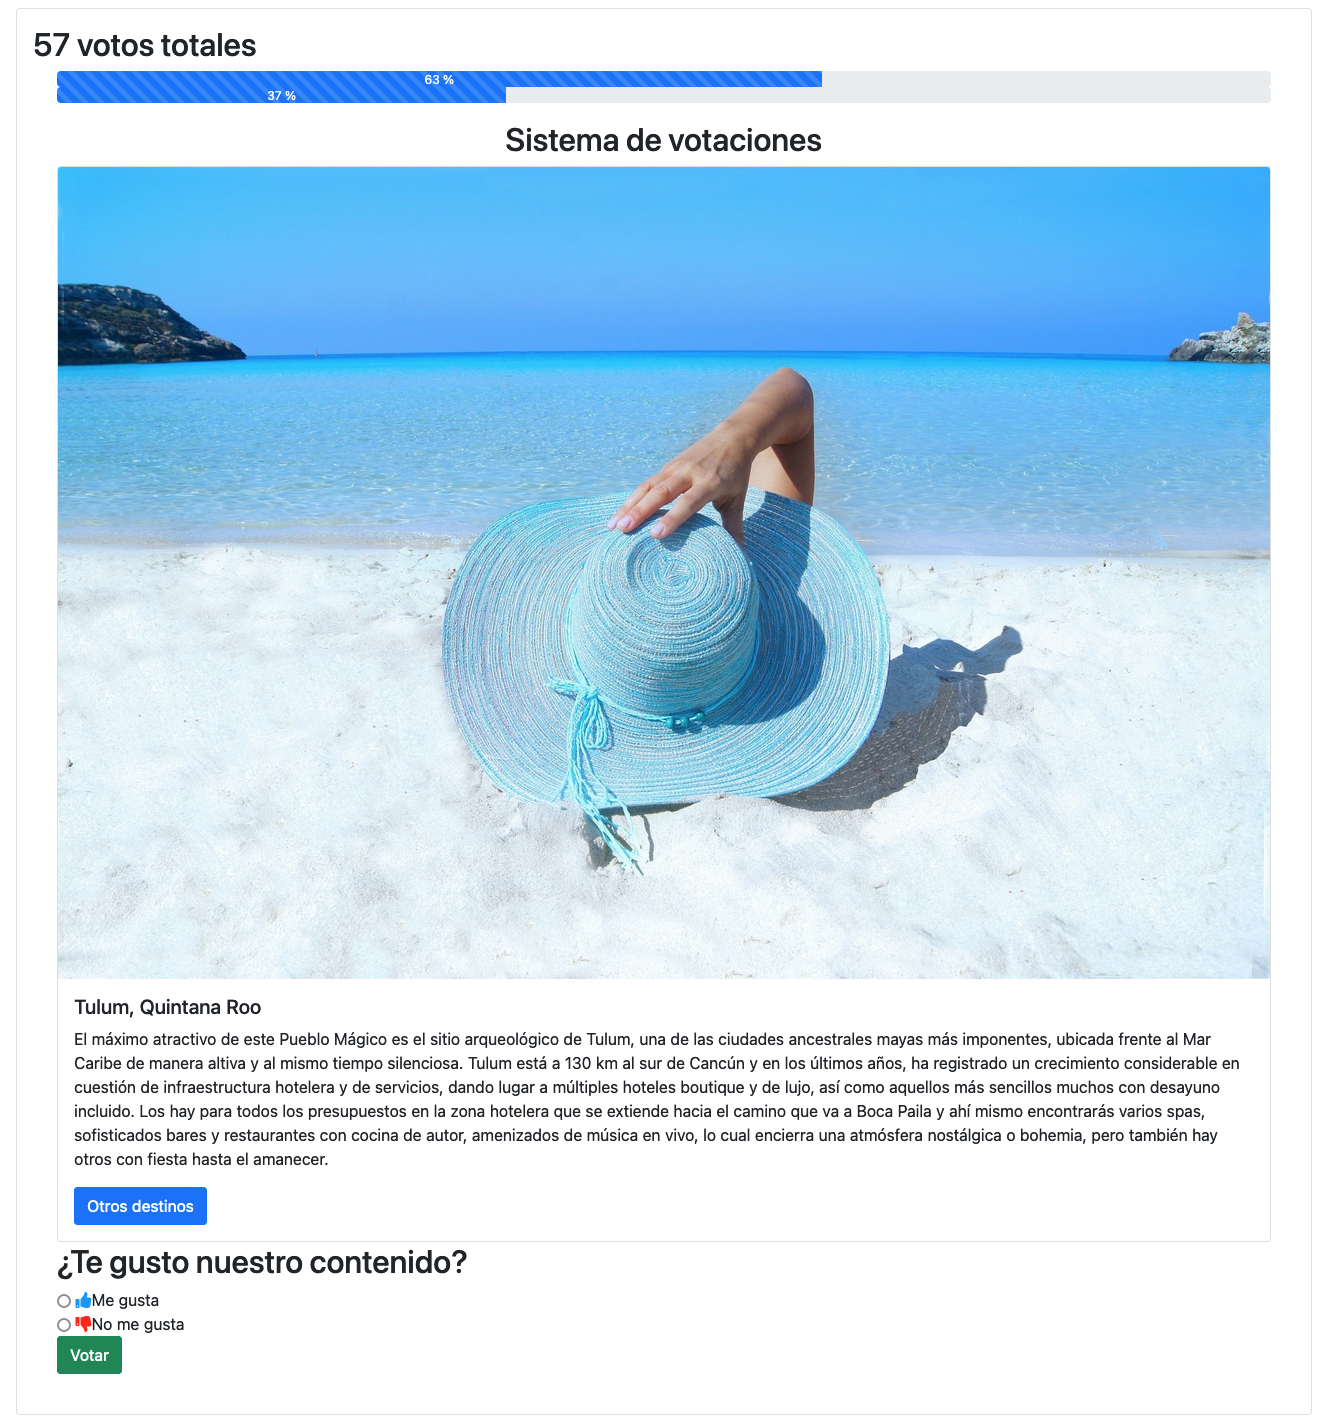 57 votos totales
63 %
37 %
Sistema de votaciones
Tulum, Quintana Roo
El máximo atractivo de este Pueblo Mágico es el sitio arqueológico de Tulum, una de las ciudades ancestrales mayas más imponentes, ubicada frente al Mar
Caribe de manera altiva y al mismo tiempo silenciosa. Tulum está a 130 km al sur de Cancún y en los últimos años, ha registrado un crecimiento considerable en
cuestión de infraestructura hotelera y de servicios, dando lugar a múltiples hoteles boutique y de lujo, así como aquellos más sencillos muchos con desayuno
incluido. Los hay para todos los presupuestos en la zona hotelera que se extiende hacia el camino que va a Boca Paila y ahí mismo encontrarás varios spas,
sofisticados bares y restaurantes con cocina de autor, amenizados de música en vivo, lo cual encierra una atmósfera nostálgica o bohemia, pero también hay
otros con fiesta hasta el amanecer.
Otros destinos
¿Te gusto nuestro contenido?
Me gusta
No me gusta
Votar